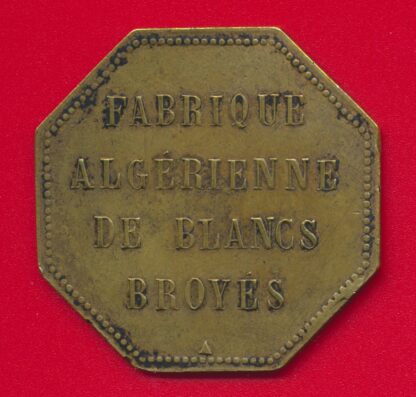 FABRIQUE
ALGÉRIENNE
DE BLANCS
BROYÉS
A